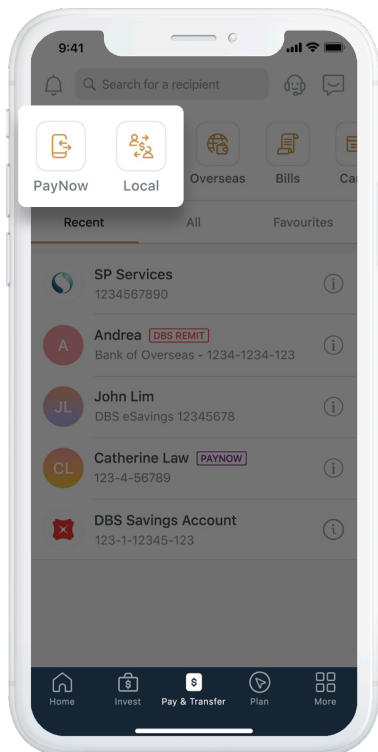 9:41
Search for a recipient
PayNow Local Overseas Bills
Recent All Favourites
SP Services
1234567890
A
Andrea DBS REMIT
Bank of Overseas - 1234-1234-123
JL
John Lim
DBS eSavings 12345678
CL
Catherine Law PAYNOW
123-4-56789
DBS Savings Account
123-1-12345-123
Home Invest Pay & Transfer Plan More